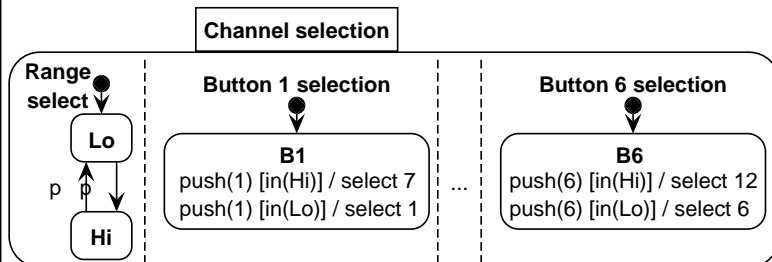 Channel selection
Range
select
Lo
p p
Hi
Button 1 selection
B1
push(1) [in(Hi)] / select 7
push(1) [in(Lo)] / select 1
...
Button 6 selection
B6
push(6) [in(Hi)] / select 12
push(6) [in(Lo)] / select 6